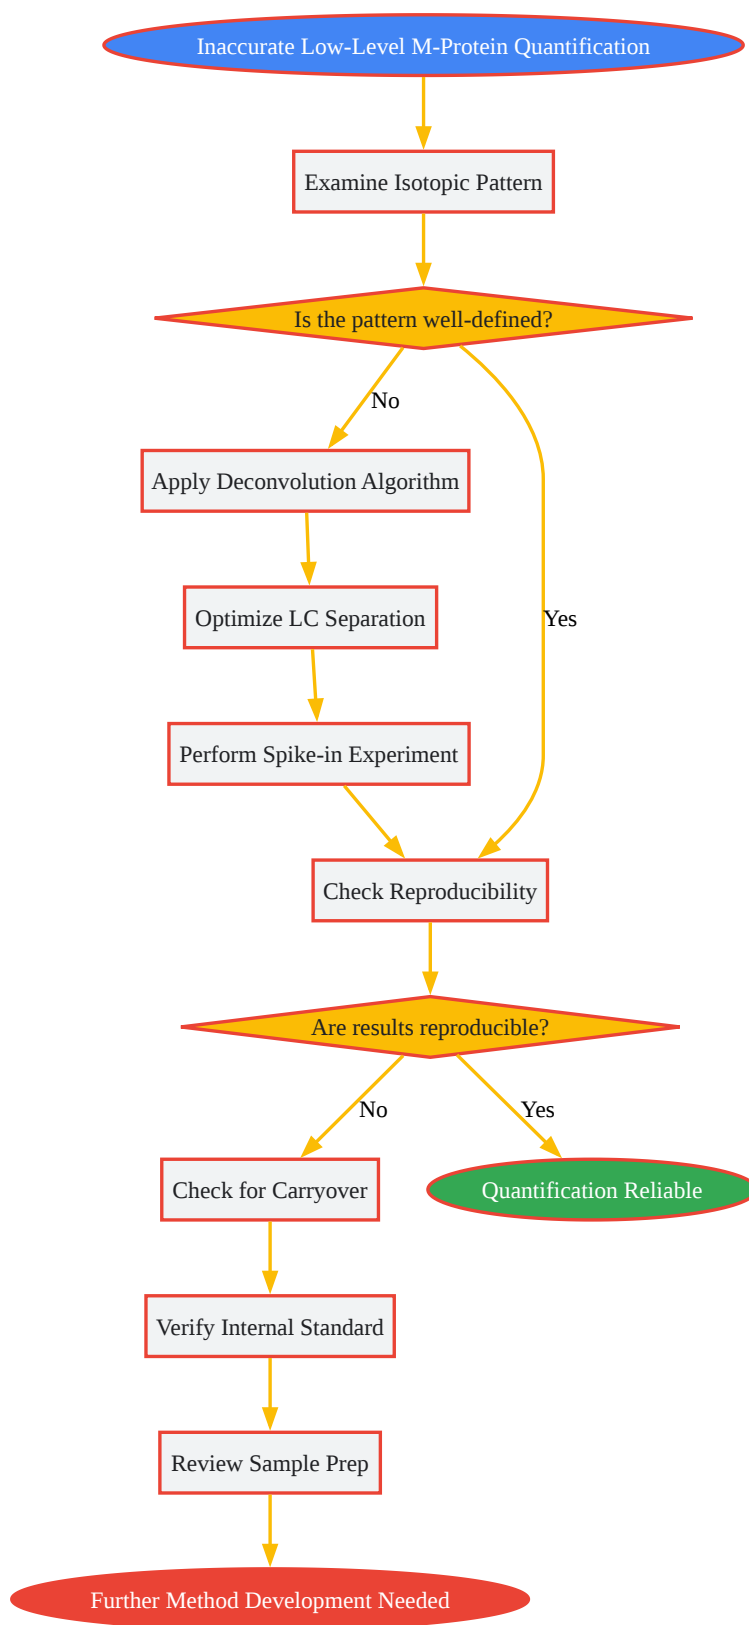 Inaccurate Low-Level M-Protein Quantification
Examine Isotopic Pattern
Is the pattern well-defined?
No
Apply Deconvolution Algorithm
Optimize LC Separation
Yes
Perform Spike-in Experiment
Check Reproducibility
Are results reproducible?
No
Yes
Check for Carryover
Quantification Reliable
Verify Internal Standard
Review Sample Prep
Further Method Development Needed